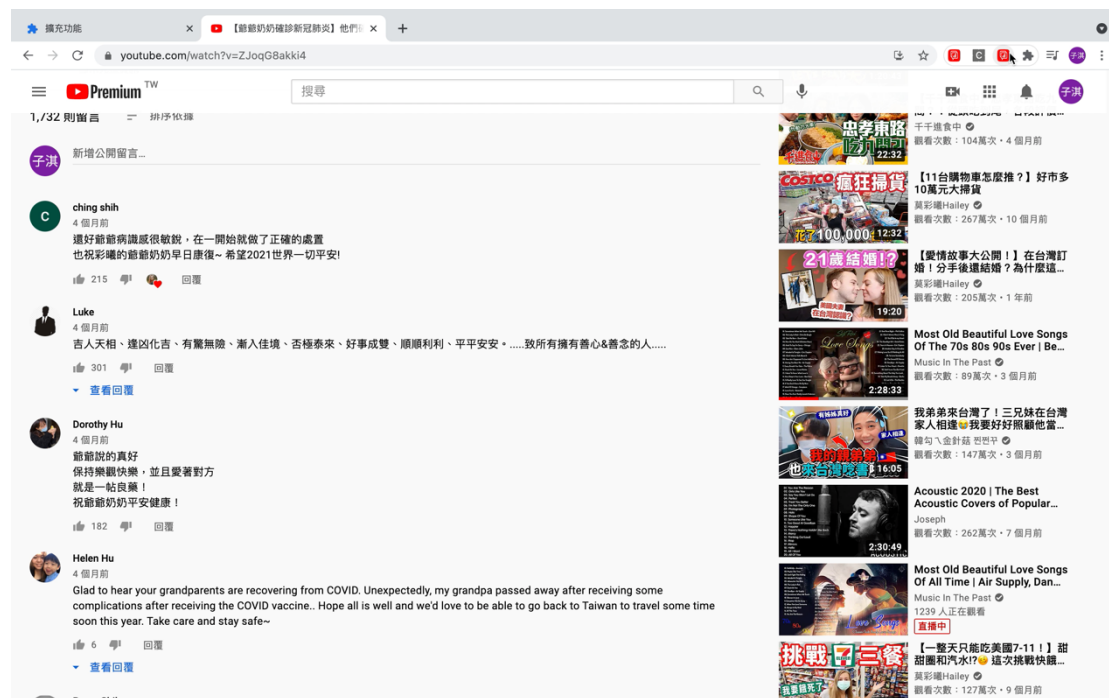 擴充功能
【爺爺奶奶確診新冠肺炎】他們
youtube.com/watch?v=ZJoqG8akki4
子淇
Premium TW
搜尋
子淇
1,732 則留言
排序依據
子淇
新增公開留言...
C
ching shih
4 個月前
還好爺爺病識感很敏銳，在一開始就做了正確的處置
也祝彩曦的爺爺奶奶早日康復~ 希望2021世界一切平安!
215
回覆
Luke
4 個月前
吉人天相、逢凶化吉、有驚無險、漸入佳境、否極泰來、好事成雙、順順利利、平平安安。.....致所有擁有善心&善念的人.....
301
回覆
查看回覆
Dorothy Hu
4 個月前
爺爺說的真好
保持樂觀快樂，並且愛著對方
就是一帖良藥！
祝爺爺奶奶平安健康！
182
回覆
Helen Hu
4 個月前
Glad to hear your grandparents are recovering from COVID. Unexpectedly, my grandpa passed away after receiving some
complications after receiving the COVID vaccine.. Hope all is well and we'd love to be able to go back to Taiwan to travel some time
soon this year. Take care and stay safe~
6
回覆
查看回覆
忠孝東路
22:32
千千進食中
觀看次數：104萬次・4 個月前
COSTCO 瘋狂掃貨
花了100,000
12:32
【11台購物車怎麼推？】好市多
10萬元大掃貨
莫彩曦Hailey
觀看次數：267萬次・10 個月前
21歲結婚!?
在台灣認識?
19:20
【愛情故事大公開！】在台灣訂
婚！分手後還結婚？為什麼這...
莫彩曦Hailey
觀看次數：205萬次・1 年前
Love Song
2:28:33
Most Old Beautiful Love Songs
Of The 70s 80s 90s Ever | Be...
Music In The Past
觀看次數：89萬次・3 個月前
有姊姊真好
家人相逢
我的親弟弟
也來台灣唸書
16:05
我弟弟來台灣了！三兄妹在台灣
家人相逢😭我要好好照顧他當...
韓勾ㄟ金針菇 찐찐꾸
觀看次數：147萬次・3 個月前
2:30:49
Acoustic 2020 | The Best
Acoustic Covers of Popular...
Joseph
觀看次數：262萬次・7 個月前
Most Old Beautiful Love Songs
Of All Time | Air Supply, Dan...
Music In The Past
1239 人正在觀看
直播中
挑戰7三餐
【一整天只能吃美國7-11！】甜
甜圈和汽水!?🤨 這次挑戰快餓...
莫彩曦Hailey
觀看次數：127萬次・9 個月前